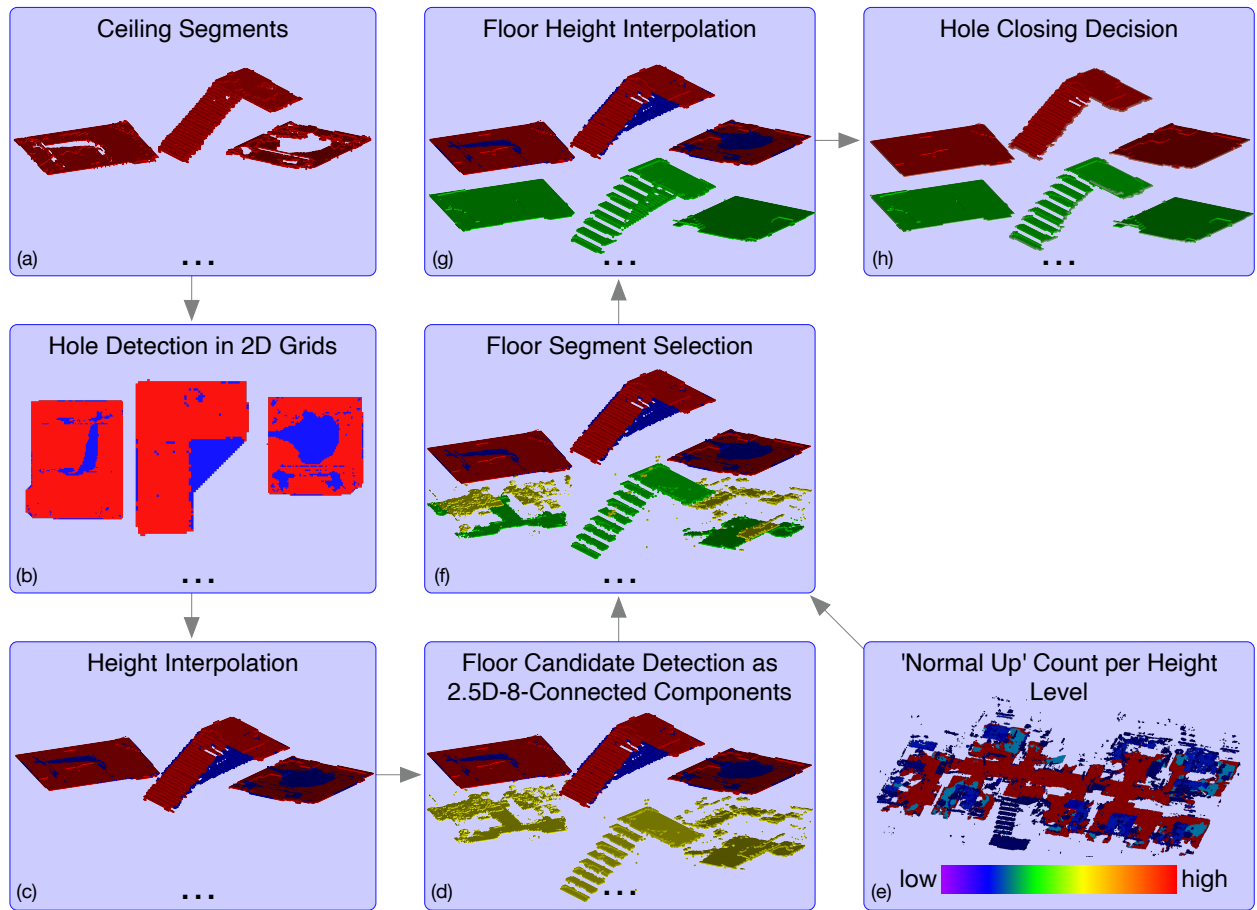 Ceiling Segments
(a)
...
Hole Detection in 2D Grids
(b)
...
Height Interpolation
(c)
...
Floor Candidate Detection as
2.5D-8-Connected Components
(d)
...
'Normal Up' Count per Height
Level
low
high
(e)
Floor Segment Selection
(f)
...
Floor Height Interpolation
(g)
...
Hole Closing Decision
(h)
...